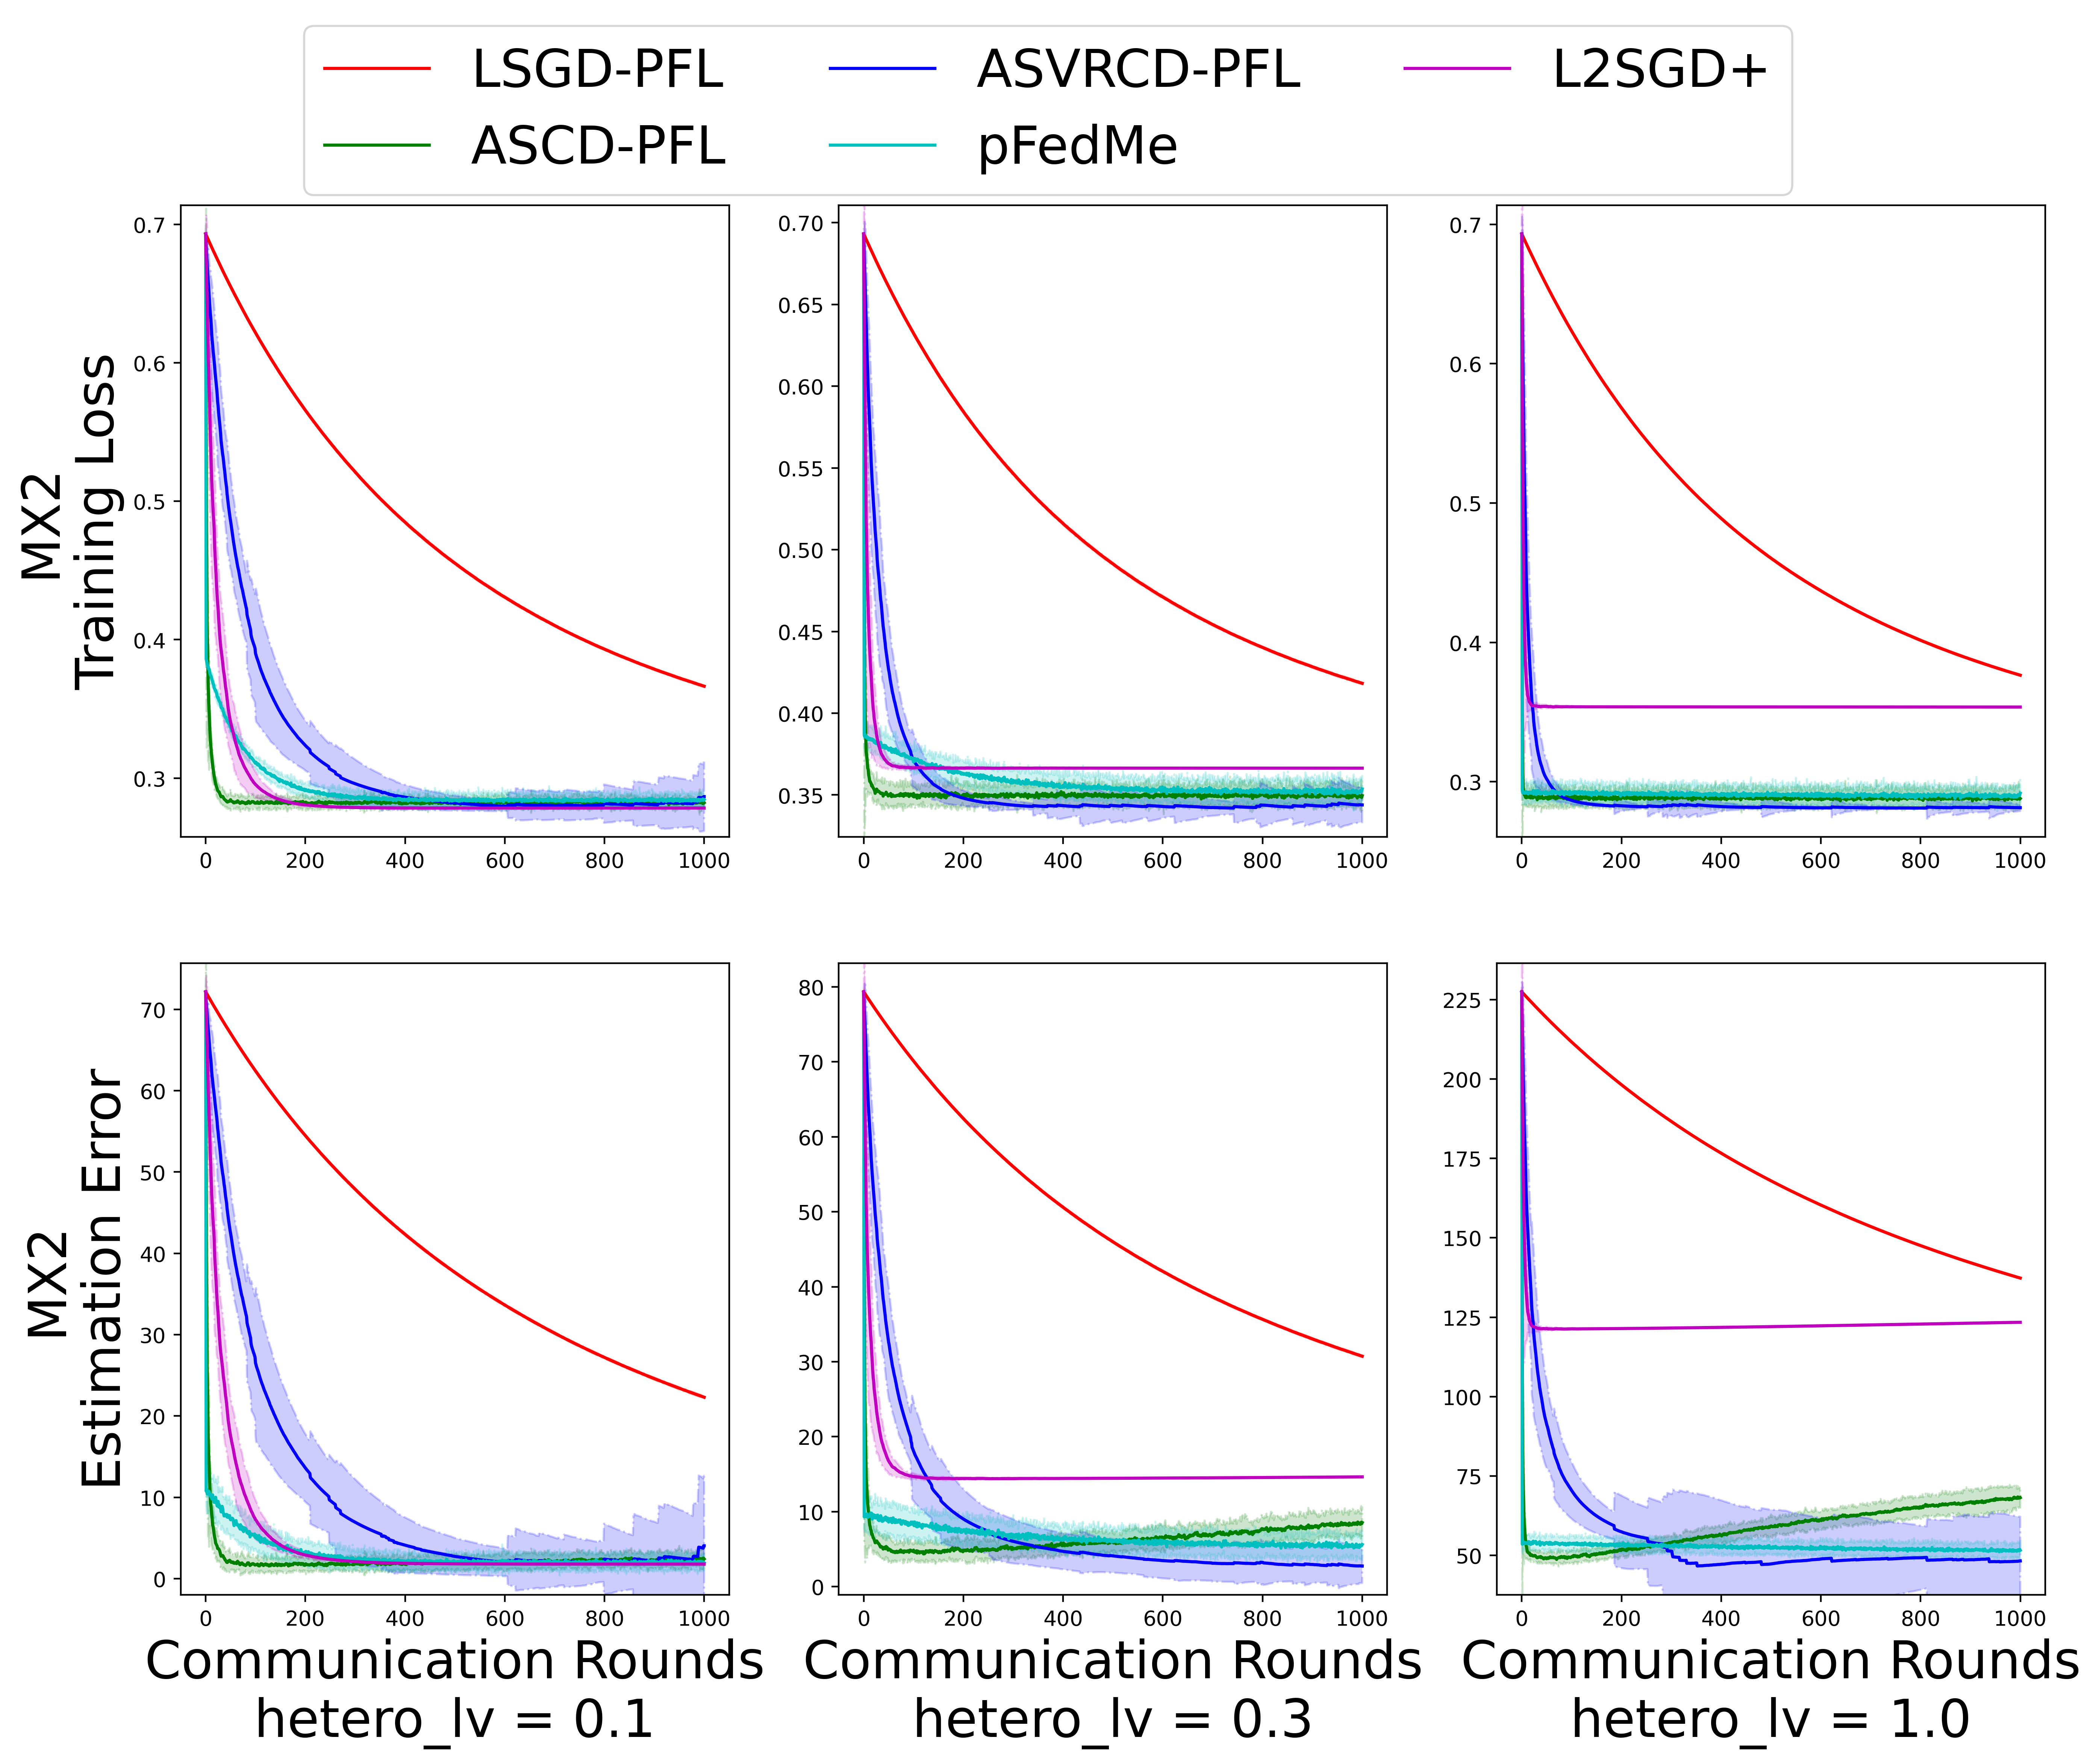 LSGD-PFL
ASCD-PFL
ASVRCD-PFL
pFedMe
L2SGD+
MX2
Training Loss
0.7
0.6
0.5
0.4
0.3
0 200 400 600 800 1000
0.70
0.65
0.60
0.55
0.50
0.45
0.40
0.35
0 200 400 600 800 1000
0.7
0.6
0.5
0.4
0.3
0 200 400 600 800 1000
MX2
Estimation Error
70
60
50
40
30
20
10
0
0 200 400 600 800 1000
Communication Rounds
hetero_lv = 0.1
80
70
60
50
40
30
20
10
0
0 200 400 600 800 1000
Communication Rounds
hetero_lv = 0.3
225
200
175
150
125
100
75
50
0 200 400 600 800 1000
Communication Rounds
hetero_lv = 1.0